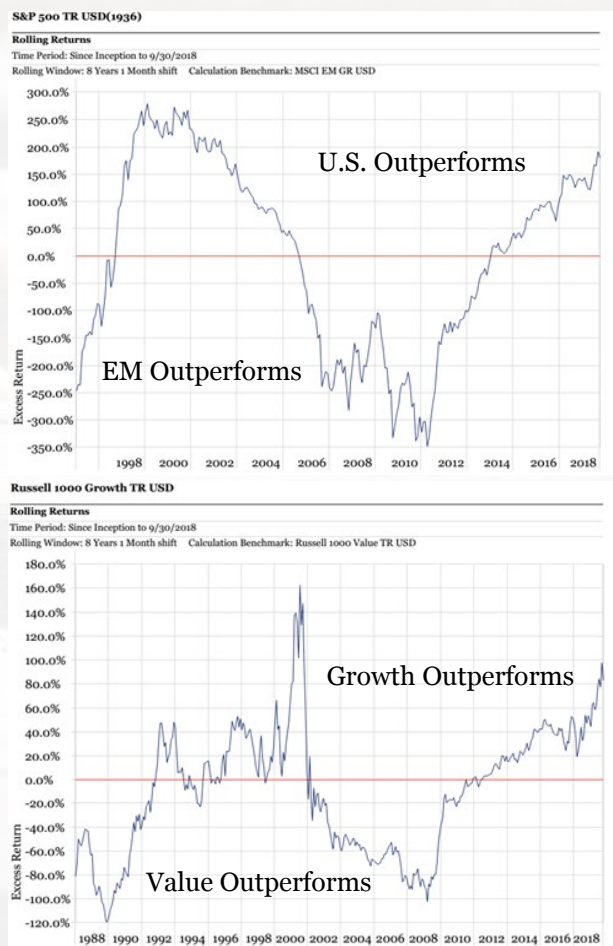 S&P 500 TR USD(1936)
Rolling Returns
Time Period: Since Inception to 9/30/2018
Rolling Window: 8 Years 1 Month shift Calculation Benchmark: MSCI EM GR USD
300.0%
250.0%
200.0%
U.S. Outperforms
150.0%
100.0%
50.0%
0.0%
-50.0%
-100.0%
-150.0%
-200.0%
EM Outperforms
-250.0%
-300.0%
-350.0%
Excess Return
1998 2000 2002 2004 2006 2008 2010 2012 2014 2016 2018
Russell 1000 Growth TR USD
Rolling Returns
Time Period: Since Inception to 9/30/2018
Rolling Window: 8 Years 1 Month shift Calculation Benchmark: Russell 1000 Value TR USD
180.0%
160.0%
140.0%
120.0%
100.0%
Growth Outperforms
80.0%
60.0%
40.0%
20.0%
0.0%
-20.0%
-40.0%
-60.0%
-80.0%
Value Outperforms
-100.0%
-120.0%
Excess Return
1988 1990 1992 1994 1996 1998 2000 2002 2004 2006 2008 2010 2012 2014 2016 2018